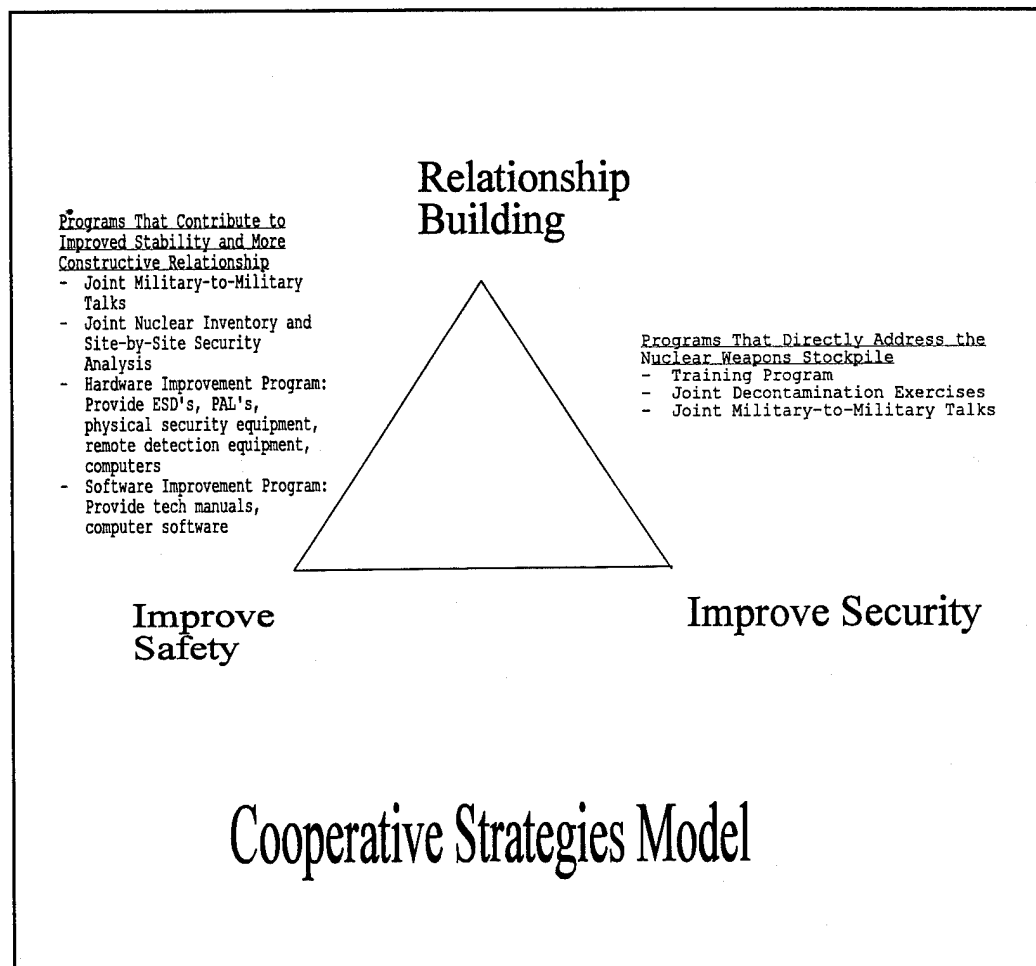 Relationship
Building
Programs That Contribute to
Improved Stability and More
Constructive Relationship
- Joint Military-to-Military
Talks
- Joint Nuclear Inventory and
Site-by-Site Security
Analysis
- Hardware Improvement Program:
Provide ESD's, PAL's,
physical security equipment,
remote detection equipment,
computers
- Software Improvement Program:
Provide tech manuals,
computer software
Programs That Directly Address the
Nuclear Weapons Stockpile
- Training Program
- Joint Decontamination Exercises
- Joint Military-to-Military Talks
Improve
Safety
Improve Security
Cooperative Strategies Model